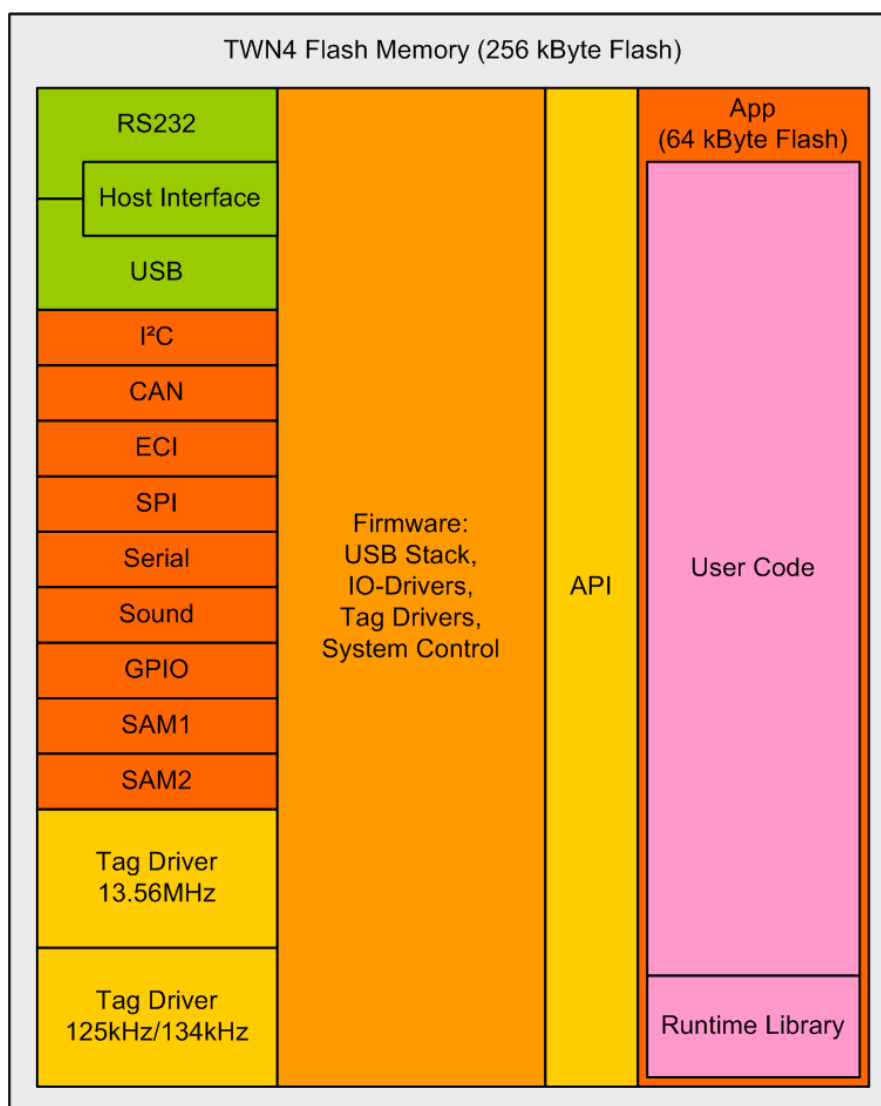 TWN4 Flash Memory (256 kByte Flash)
RS232
Host Interface
USB
I²C
CAN
ECI
SPI
Serial
Sound
GPIO
SAM1
SAM2
Tag Driver
13.56MHz
Tag Driver
125kHz/134kHz
Firmware:
USB Stack,
IO-Drivers,
Tag Drivers,
System Control
API
App
(64 kByte Flash)
User Code
Runtime Library